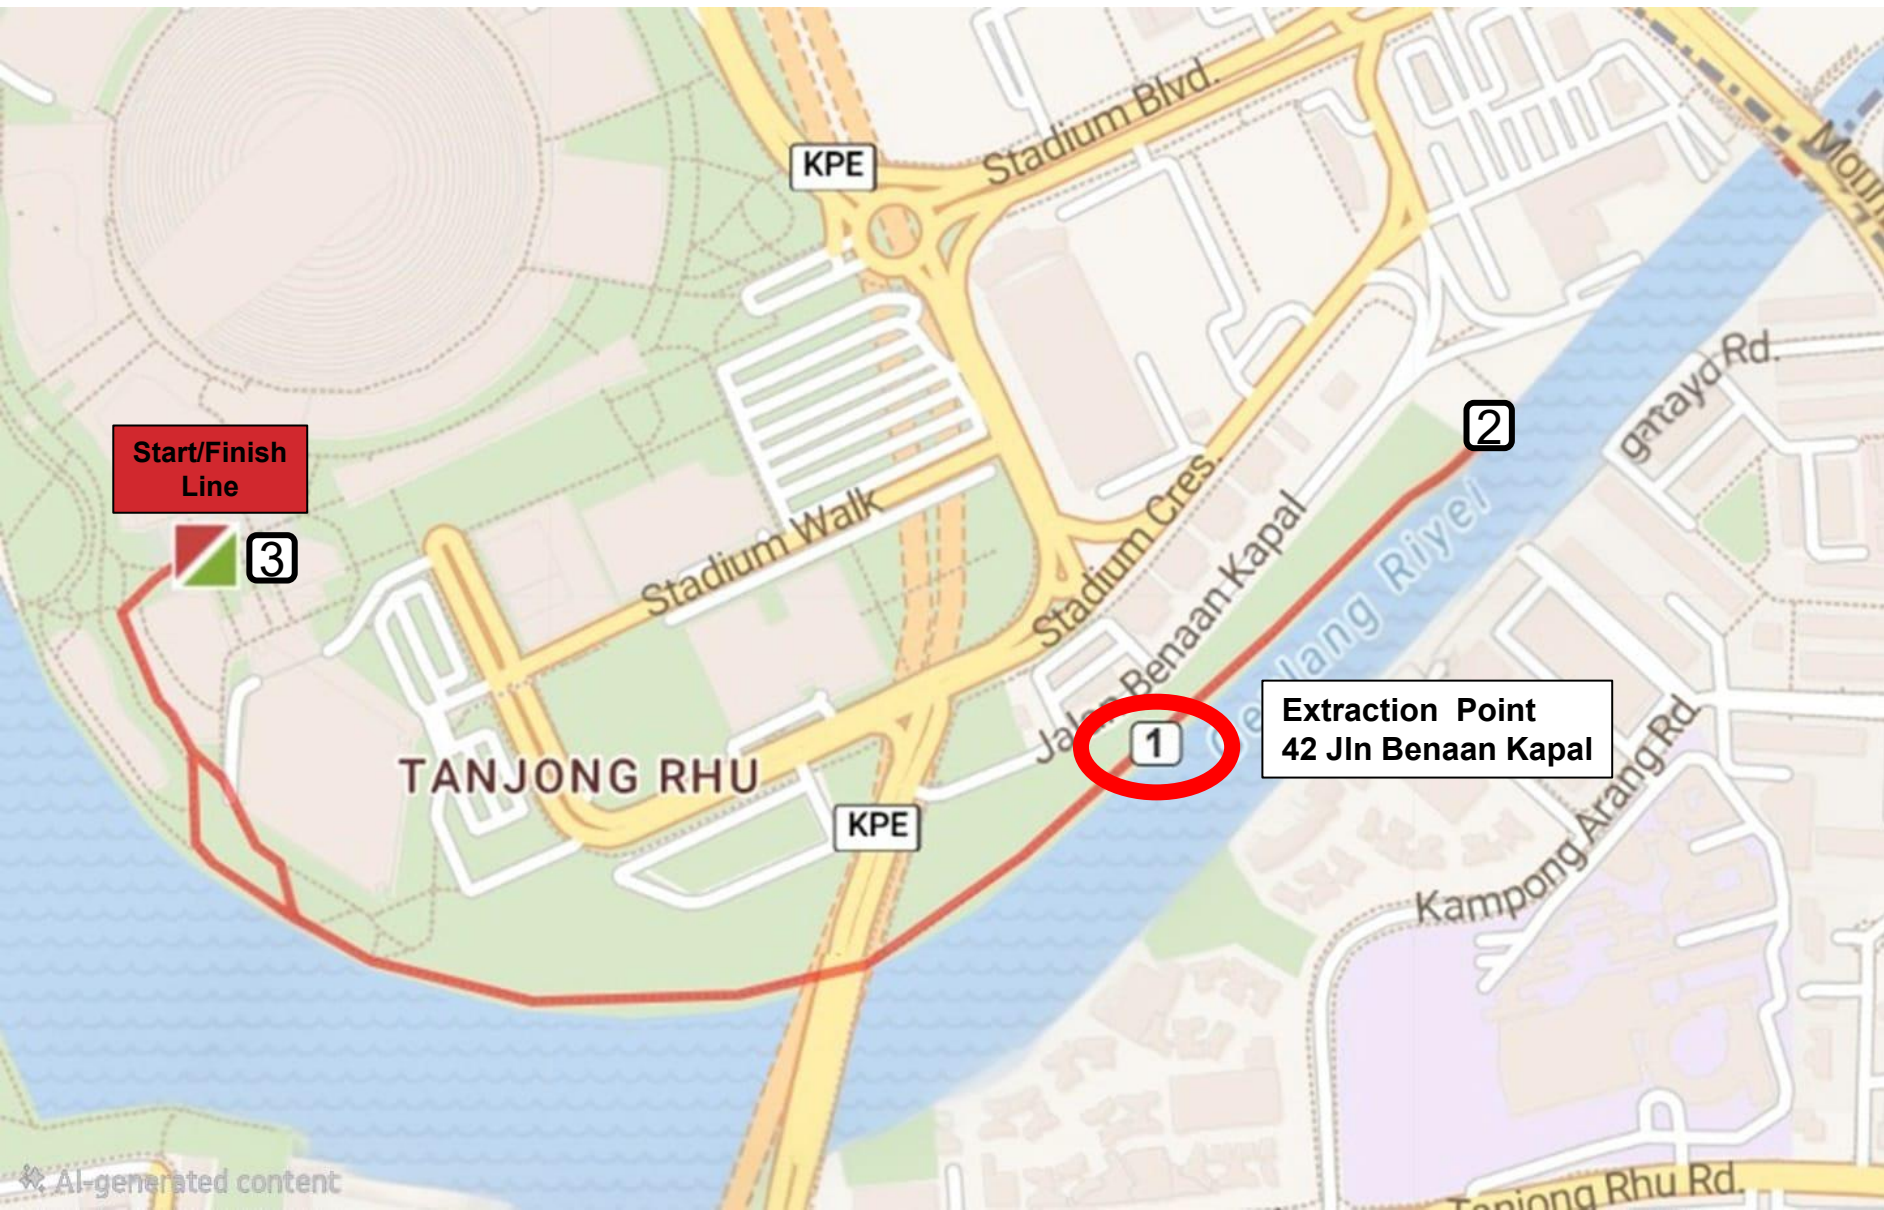 KPE
Stadium Blvd.
Rd.
Start/Finish
Line
2
3
Stadium Walk
Stadium Cres.
Jalan Benaan Kapal
1
Extraction Point
42 Jln Benaan Kapal
TANJONG RHU
KPE
Kampong Arang Rd.
AI-generated content
Tanjong Rhu Rd.